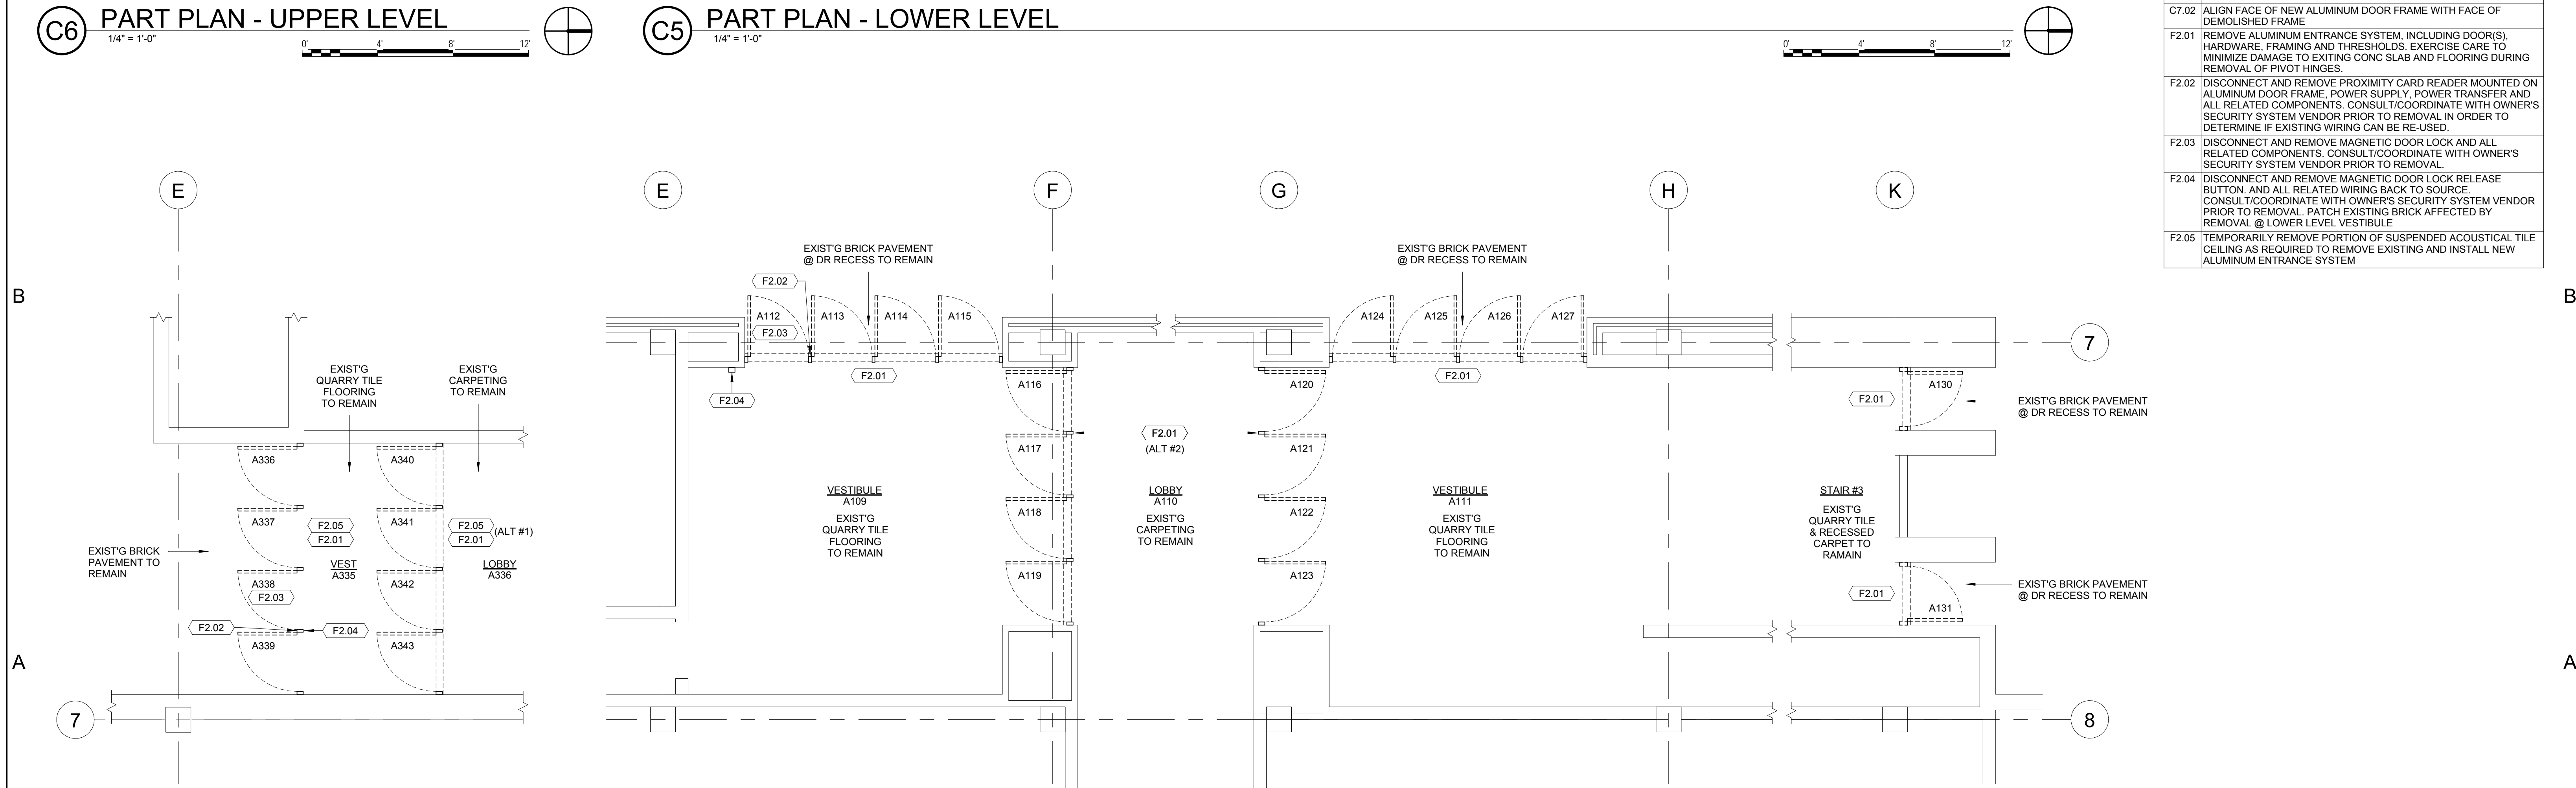 C6
PART PLAN - UPPER LEVEL
1/4" = 1'-0"
0' 4' 8' 12'
C5
PART PLAN - LOWER LEVEL
1/4" = 1'-0"
0' 4' 8' 12'
C7.02 ALIGN FACE OF NEW ALUMINUM DOOR FRAME WITH FACE OF
DEMOLISHED FRAME
F2.01 REMOVE ALUMINUM ENTRANCE SYSTEM, INCLUDING DOOR(S),
HARDWARE, FRAMING AND THRESHOLDS. EXERCISE CARE TO
MINIMIZE DAMAGE TO EXITING CONC SLAB AND FLOORING DURING
REMOVAL OF PIVOT HINGES.
F2.02 DISCONNECT AND REMOVE PROXIMITY CARD READER MOUNTED ON
ALUMINUM DOOR FRAME, POWER SUPPLY, POWER TRANSFER AND
ALL RELATED COMPONENTS. CONSULT/COORDINATE WITH OWNER'S
SECURITY SYSTEM VENDOR PRIOR TO REMOVAL IN ORDER TO
DETERMINE IF EXISTING WIRING CAN BE RE-USED.
F2.03 DISCONNECT AND REMOVE MAGNETIC DOOR LOCK AND ALL
RELATED COMPONENTS. CONSULT/COORDINATE WITH OWNER'S
SECURITY SYSTEM VENDOR PRIOR TO REMOVAL.
F2.04 DISCONNECT AND REMOVE MAGNETIC DOOR LOCK RELEASE
BUTTON. AND ALL RELATED WIRING BACK TO SOURCE.
CONSULT/COORDINATE WITH OWNER'S SECURITY SYSTEM VENDOR
PRIOR TO REMOVAL. PATCH EXISTING BRICK AFFECTED BY
REMOVAL @ LOWER LEVEL VESTIBULE
F2.05 TEMPORARILY REMOVE PORTION OF SUSPENDED ACOUSTICAL TILE
CEILING AS REQUIRED TO REMOVE EXISTING AND INSTALL NEW
ALUMINUM ENTRANCE SYSTEM
B
A
E
EXIST'G
QUARRY TILE
FLOORING
TO REMAIN
EXIST'G
CARPETING
TO REMAIN
A336
A340
A337
F2.05
F2.01
A341
F2.05
F2.01
(ALT #1)
EXIST'G BRICK
PAVEMENT TO
REMAIN
VEST
A335
LOBBY
A336
A338
F2.03
A342
F2.02
F2.04
A339
A343
7
E
F
G
H
K
EXIST'G BRICK PAVEMENT
@ DR RECESS TO REMAIN
EXIST'G BRICK PAVEMENT
@ DR RECESS TO REMAIN
F2.02
A112
A113
A114
A115
F2.03
A124
A125
A126
A127
7
F2.01
F2.01
F2.04
A116
A120
A130
F2.01
EXIST'G BRICK PAVEMENT
@ DR RECESS TO REMAIN
F2.01
(ALT #2)
A117
A121
VESTIBULE
A109
EXIST'G
QUARRY TILE
FLOORING
TO REMAIN
A118
LOBBY
A110
EXIST'G
CARPETING
TO REMAIN
A122
VESTIBULE
A111
EXIST'G
QUARRY TILE
FLOORING
TO REMAIN
STAIR #3
EXIST'G
QUARRY TILE
& RECESSED
CARPET TO
RAMAIN
A119
A123
F2.01
EXIST'G BRICK PAVEMENT
@ DR RECESS TO REMAIN
A131
8
B
A